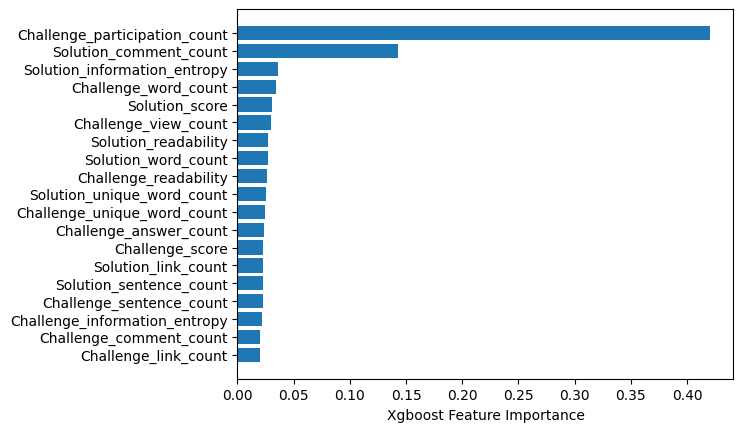 Challenge_participation_count
Solution_comment_count
Solution_information_entropy
Challenge_word_count
Solution_score
Challenge_view_count
Solution_readability
Solution_word_count
Challenge_readability
Solution_unique_word_count
Challenge_unique_word_count
Challenge_answer_count
Challenge_score
Solution_link_count
Solution_sentence_count
Challenge_sentence_count
Challenge_information_entropy
Challenge_comment_count
Challenge_link_count
0.00 0.05 0.10 0.15 0.20 0.25 0.30 0.35 0.40
Xgboost Feature Importance